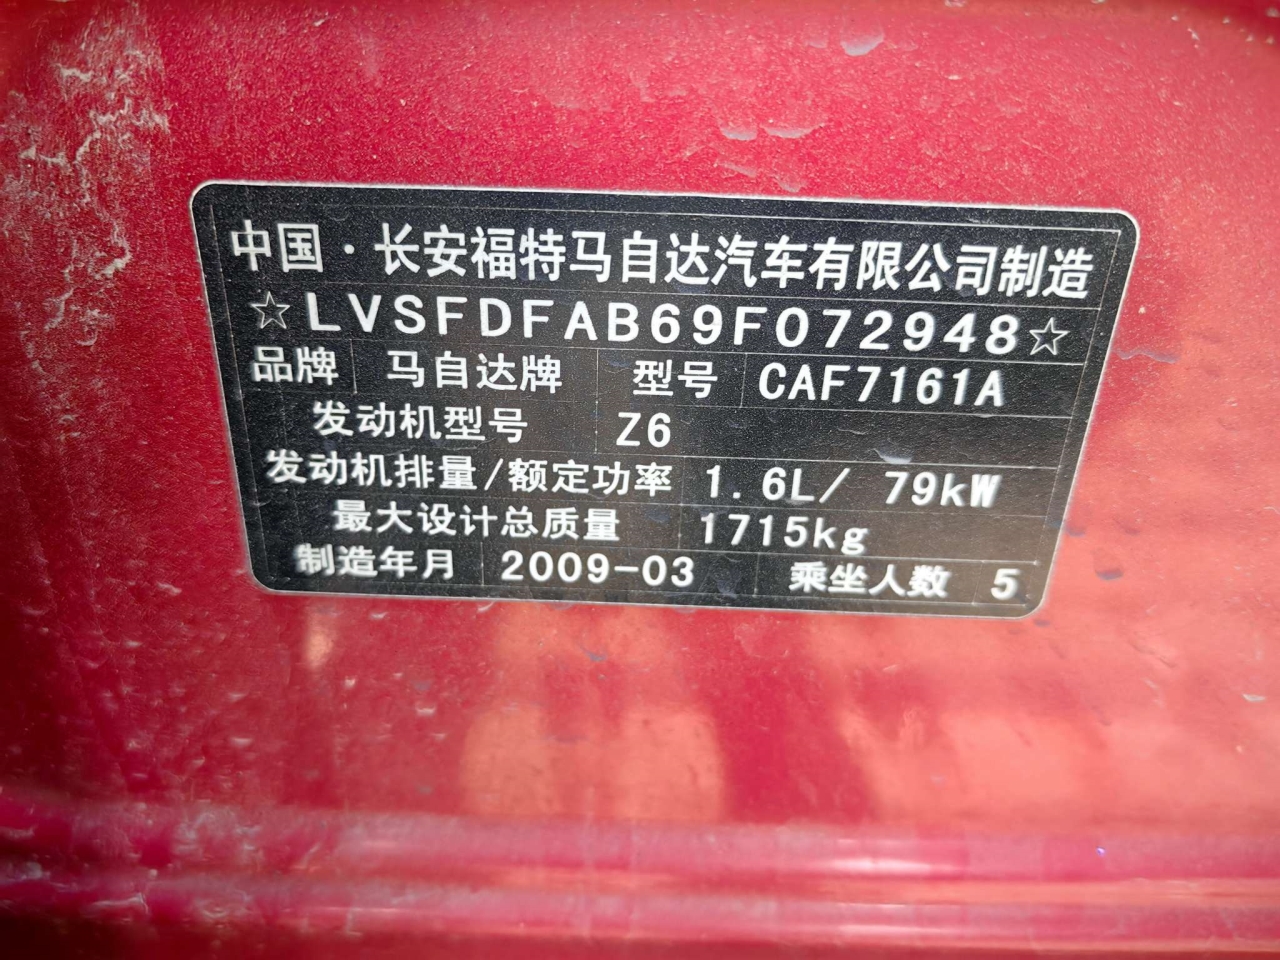 中国·长安福特马自达汽车有限公司制造
☆LVSFDFAB69F072948☆
品牌 马自达牌 型号 CAF7161A
发动机型号 Z6
发动机排量/额定功率 1.6L/ 79kW
最大设计总质量 1715kg
制造年月 2009-03 乘坐人数 5